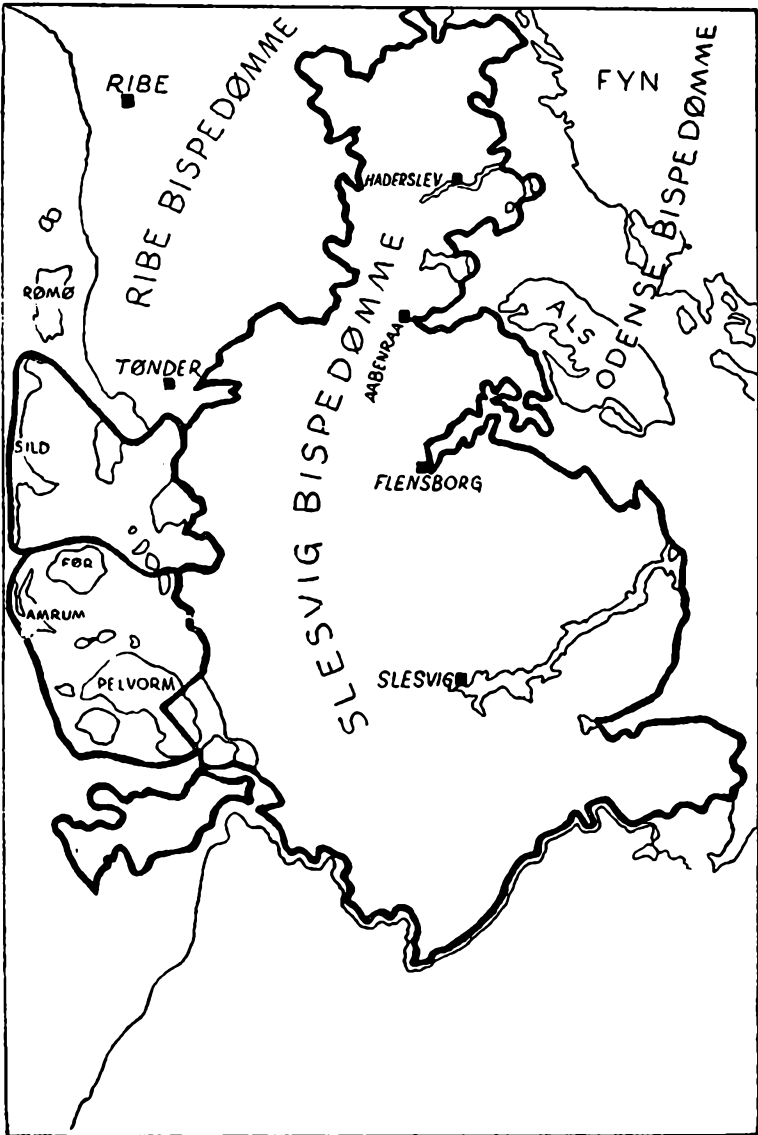 RIBE
RIBE BISPEDØMME
FYN
ODENSE BISPEDØMME
HADERSLEV
RØMØ
ALS
AABENRAA
TØNDER
SLESVIG BISPEDØMME
SILD
FLENSBORG
FØR
AMRUM
PELVORM
SLESVIG